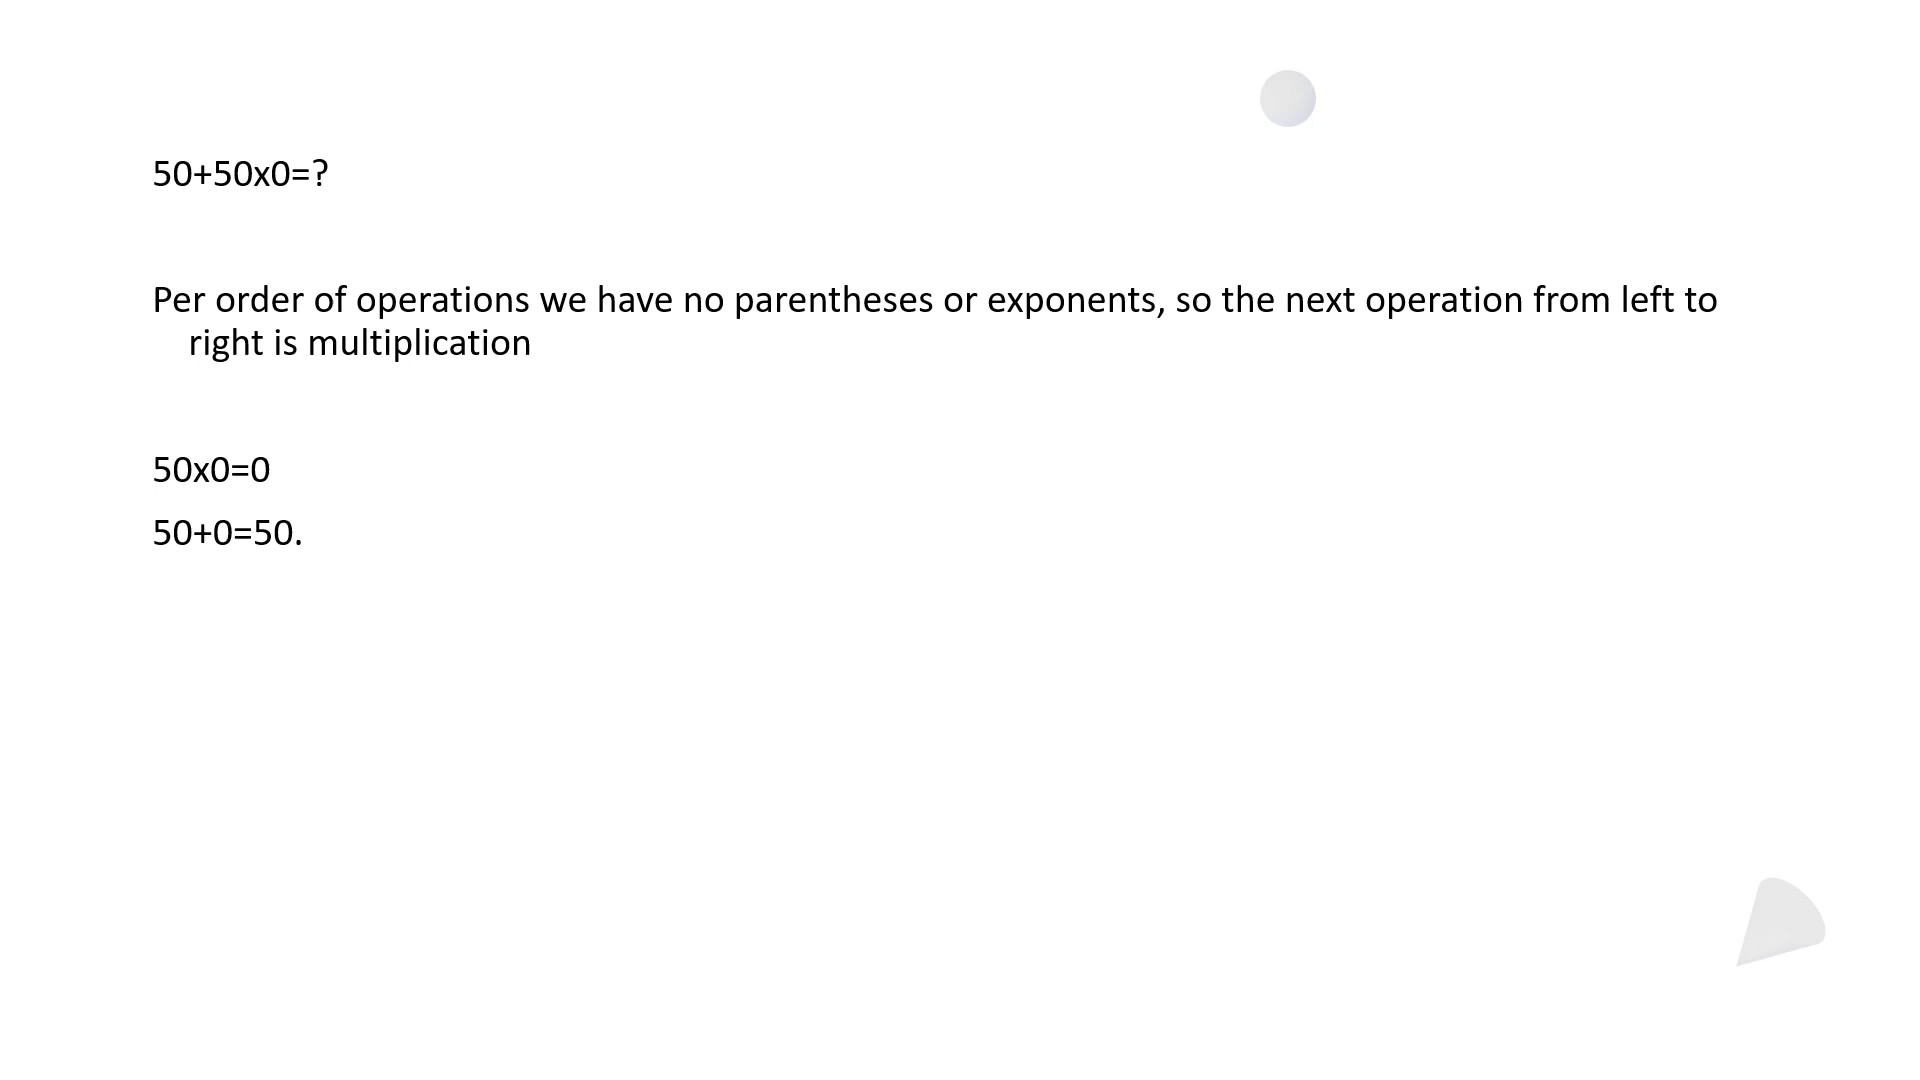 50+50x0=?
Per order of operations we have no parentheses or exponents, so the next operation from left to
right is multiplication
50x0=0
50+0=50.